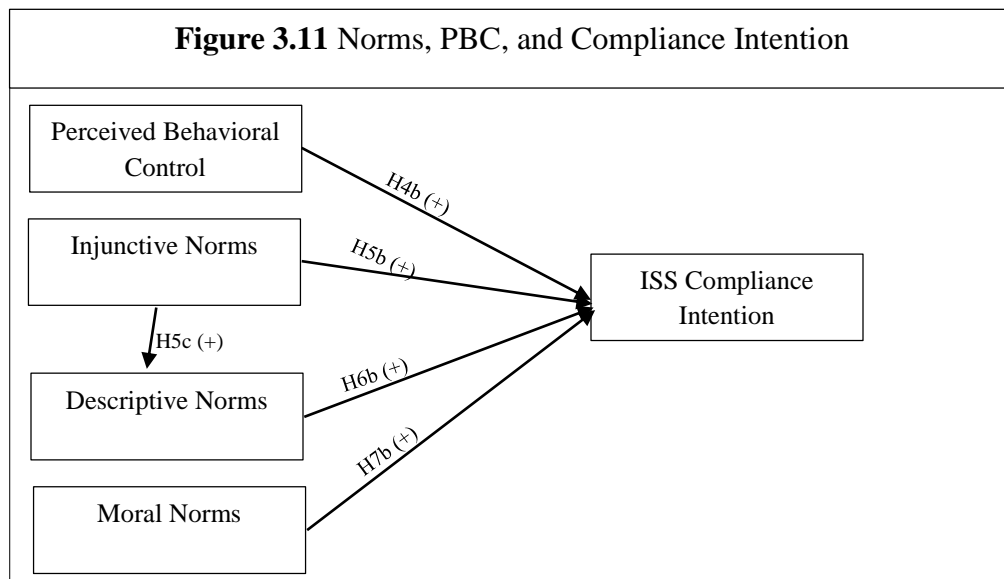 Figure 3.11 Norms, PBC, and Compliance Intention
Perceived Behavioral
Control
H4b (+)
Injunctive Norms
H5b (+)
ISS Compliance
Intention
H5c (+)
Descriptive Norms
H6b (+)
H7b (+)
Moral Norms